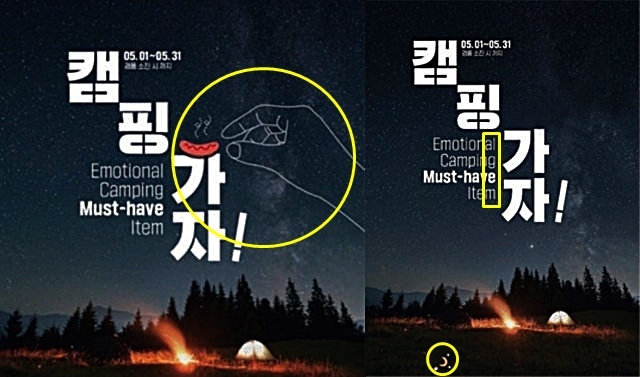 캠핑가자!
05.01~05.31
경품 소진 시 까지
Emotional
Camping
Must-have
Item
캠핑가자!
05.01~05.31
경품 소진 시 까지
Emotional
Camping
Must-have
Item